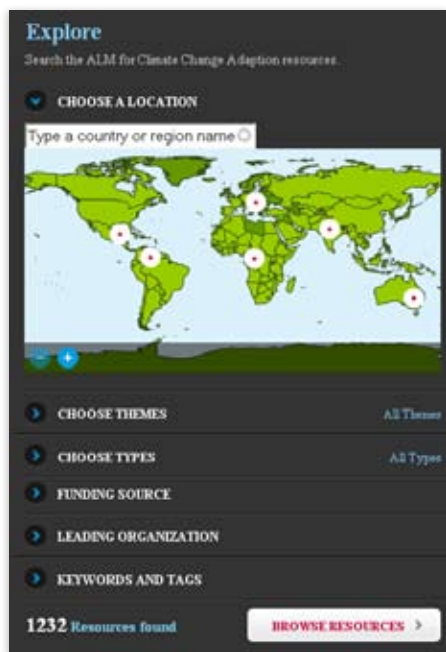 Explore
Search the ALM for Climate Change Adaption resources.
CHOOSE A LOCATION
Type a country or region name
CHOOSE THEMES All Themes
CHOOSE TYPES All Types
FUNDING SOURCE
LEADING ORGANIZATION
KEYWORDS AND TAGS
1232 Resources found BROWSE RESOURCES